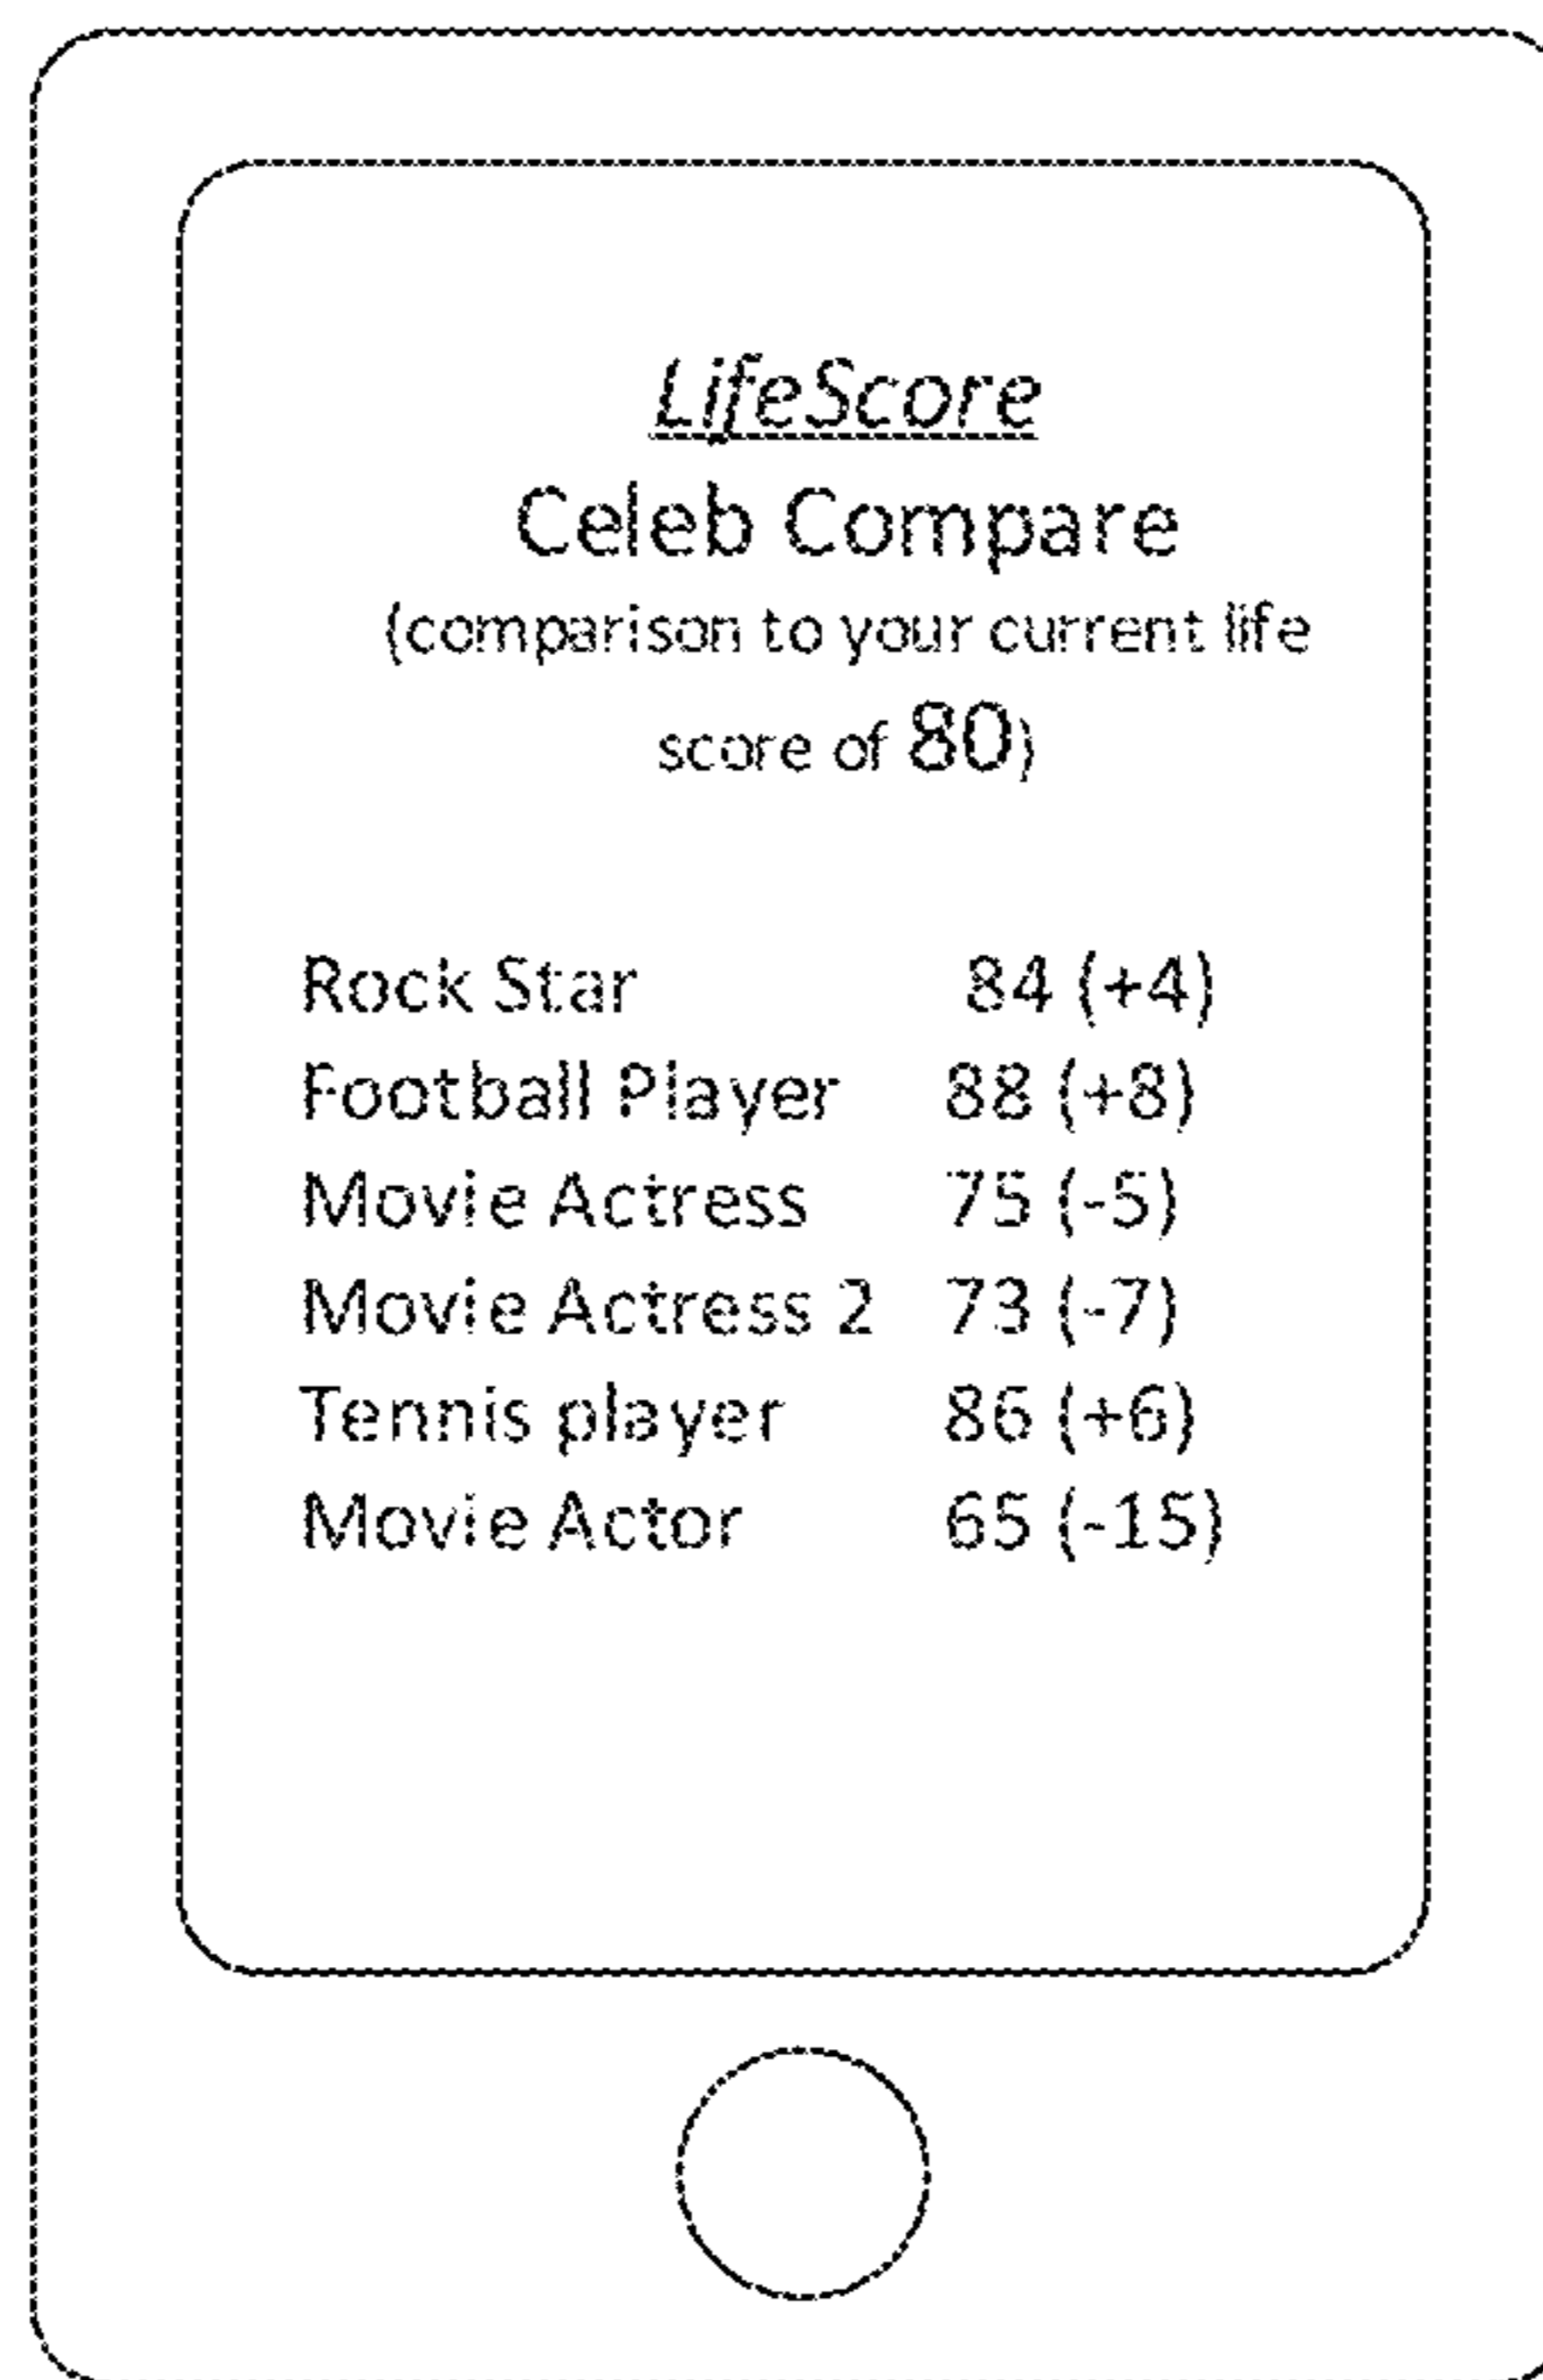 LifeScore
Celeb Compare
(comparison to your current life
score of 80)
Rock Star 84 (+4)
Football Player 88 (+8)
Movie Actress 75 (-5)
Movie Actress 2 73 (-7)
Tennis player 86 (+6)
Movie Actor 65 (-15)